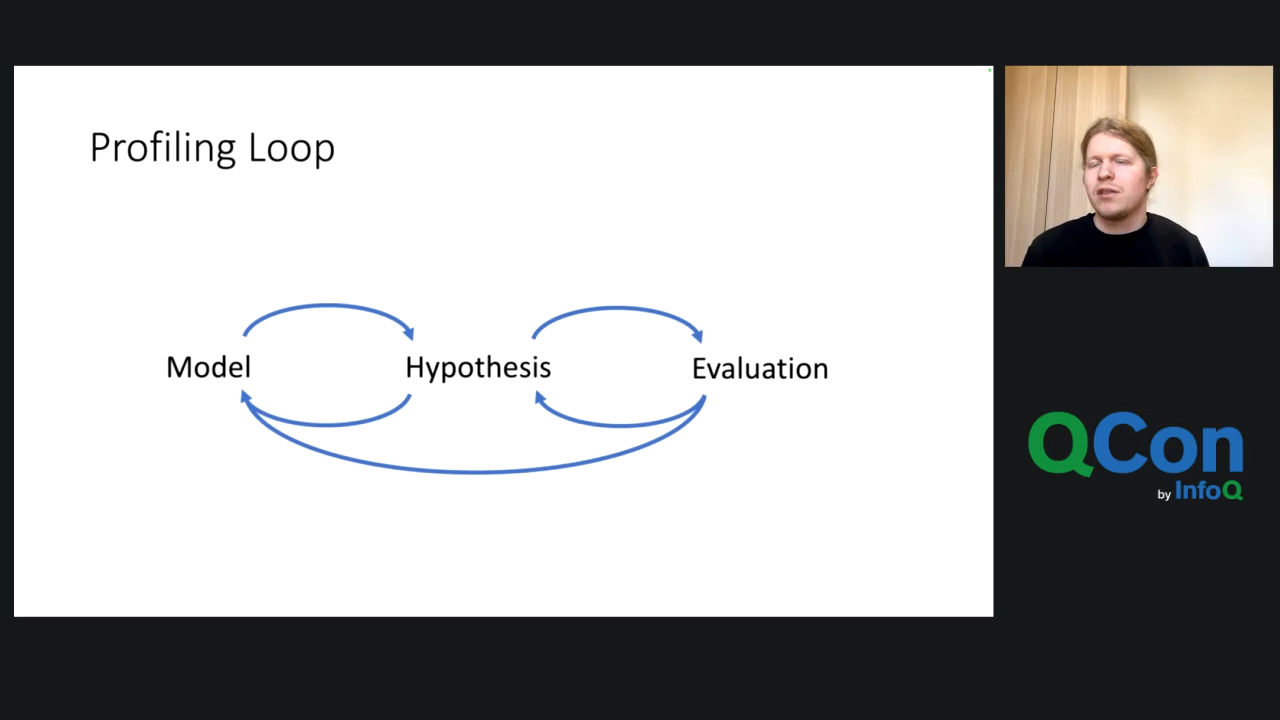 Profiling Loop
Model
Hypothesis
Evaluation
QCon
by InfoQ